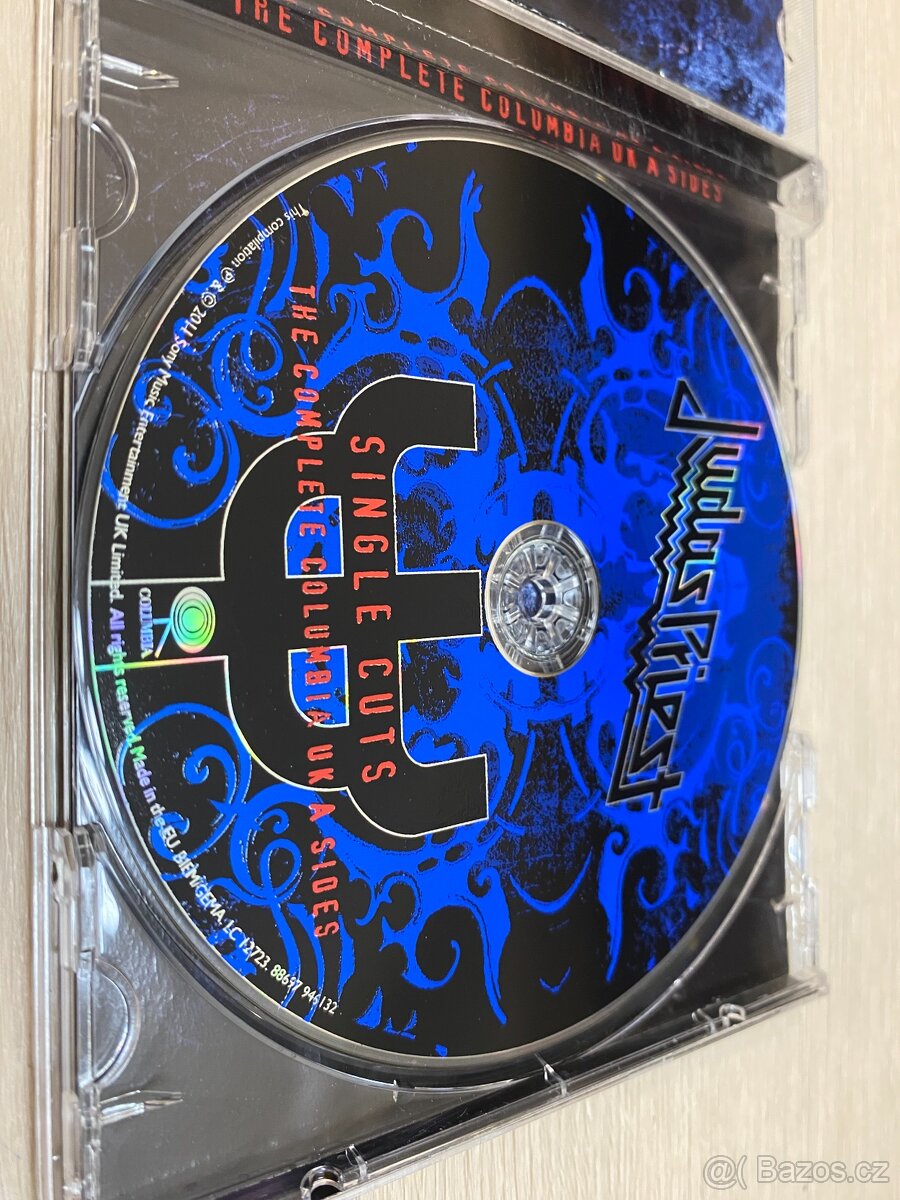 THE COMPLETE COLUMBIA UK A SIDES
Judas Priest
SINGLE CUTS
THE COMPLETE COLUMBIA UK A SIDES
COLUMBIA
This compilation ℗ & © 2011 Sony Music Entertainment UK Limited. All rights reserved. Made in the EU. BIEM/GEMA. LC 12723. 88697 946132
@( Bazos.cz